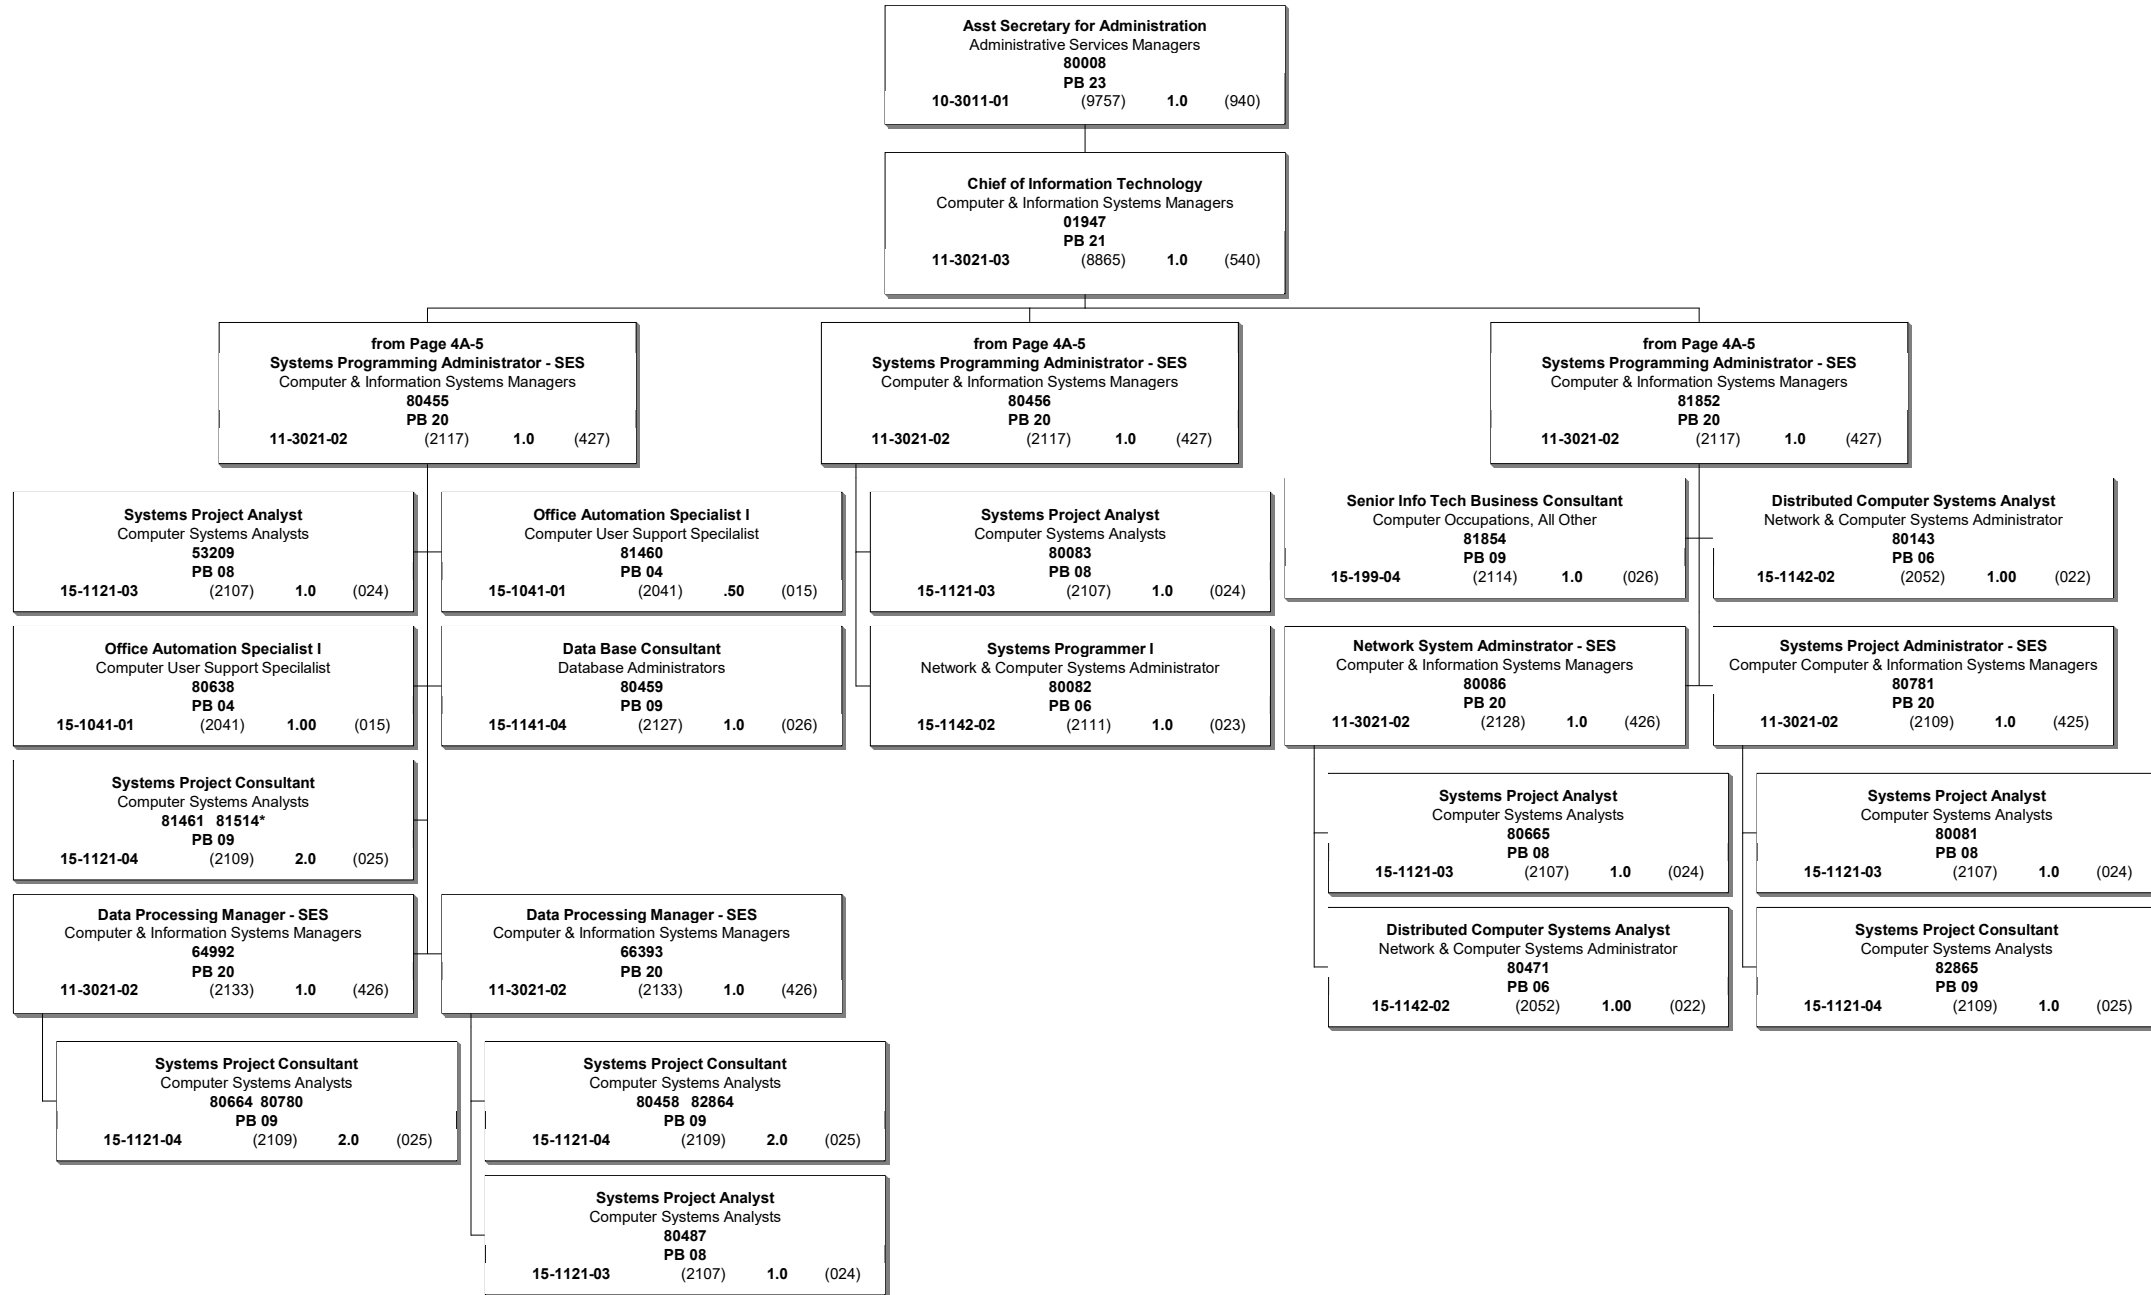 Asst Secretary for Administration
Administrative Services Managers
80008
PB 23
10-3011-01 (9757) 1.0 (940)
Chief of Information Technology
Computer & Information Systems Managers
01947
PB 21
11-3021-03 (8865) 1.0 (540)
from Page 4A-5
Systems Programming Administrator - SES
Computer & Information Systems Managers
80455
PB 20
11-3021-02 (2117) 1.0 (427)
from Page 4A-5
Systems Programming Administrator - SES
Computer & Information Systems Managers
80456
PB 20
11-3021-02 (2117) 1.0 (427)
from Page 4A-5
Systems Programming Administrator - SES
Computer & Information Systems Managers
81852
PB 20
11-3021-02 (2117) 1.0 (427)
Systems Project Analyst
Computer Systems Analysts
53209
PB 08
15-1121-03 (2107) 1.0 (024)
Office Automation Specialist I
Computer User Support Specilalist
81460
PB 04
15-1041-01 (2041) .50 (015)
Systems Project Analyst
Computer Systems Analysts
80083
PB 08
15-1121-03 (2107) 1.0 (024)
Senior Info Tech Business Consultant
Computer Occupations, All Other
81854
PB 09
15-199-04 (2114) 1.0 (026)
Distributed Computer Systems Analyst
Network & Computer Systems Administrator
80143
PB 06
15-1142-02 (2052) 1.00 (022)
Office Automation Specialist I
Computer User Support Specilalist
80638
PB 04
15-1041-01 (2041) 1.00 (015)
Data Base Consultant
Database Administrators
80459
PB 09
15-1141-04 (2127) 1.0 (026)
Systems Programmer I
Network & Computer Systems Administrator
80082
PB 06
15-1142-02 (2111) 1.0 (023)
Network System Adminstrator - SES
Computer & Information Systems Managers
80086
PB 20
11-3021-02 (2128) 1.0 (426)
Systems Project Administrator - SES
Computer Computer & Information Systems Managers
80781
PB 20
11-3021-02 (2109) 1.0 (425)
Systems Project Consultant
Computer Systems Analysts
81461 81514*
PB 09
15-1121-04 (2109) 2.0 (025)
Systems Project Analyst
Computer Systems Analysts
80665
PB 08
15-1121-03 (2107) 1.0 (024)
Systems Project Analyst
Computer Systems Analysts
80081
PB 08
15-1121-03 (2107) 1.0 (024)
Data Processing Manager - SES
Computer & Information Systems Managers
64992
PB 20
11-3021-02 (2133) 1.0 (426)
Data Processing Manager - SES
Computer & Information Systems Managers
66393
PB 20
11-3021-02 (2133) 1.0 (426)
Distributed Computer Systems Analyst
Network & Computer Systems Administrator
80471
PB 06
15-1142-02 (2052) 1.00 (022)
Systems Project Consultant
Computer Systems Analysts
82865
PB 09
15-1121-04 (2109) 1.0 (025)
Systems Project Consultant
Computer Systems Analysts
80664 80780
PB 09
15-1121-04 (2109) 2.0 (025)
Systems Project Consultant
Computer Systems Analysts
80458 82864
PB 09
15-1121-04 (2109) 2.0 (025)
Systems Project Analyst
Computer Systems Analysts
80487
PB 08
15-1121-03 (2107) 1.0 (024)